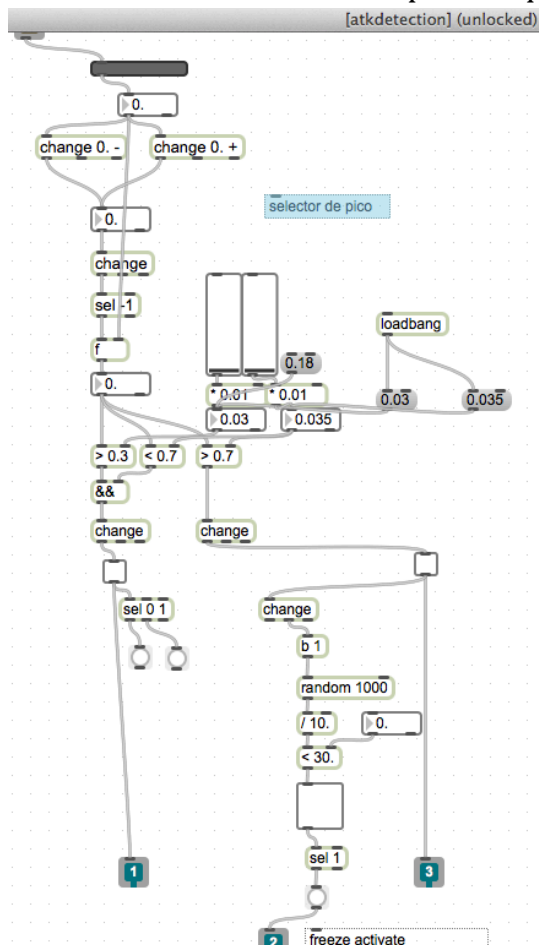 [atkdetection] (unlocked)
0.
change 0. -
change 0. +
selector de pico
0.
change
sel -1
loadbang
f
0.18
0.
* 0.01
* 0.01
0.03
0.035
0.03
0.035
> 0.3
< 0.7
> 0.7
&&
change
change
sel 0 1
change
b 1
random 1000
/ 10.
0.
< 30.
sel 1
1
3
2
freeze activate